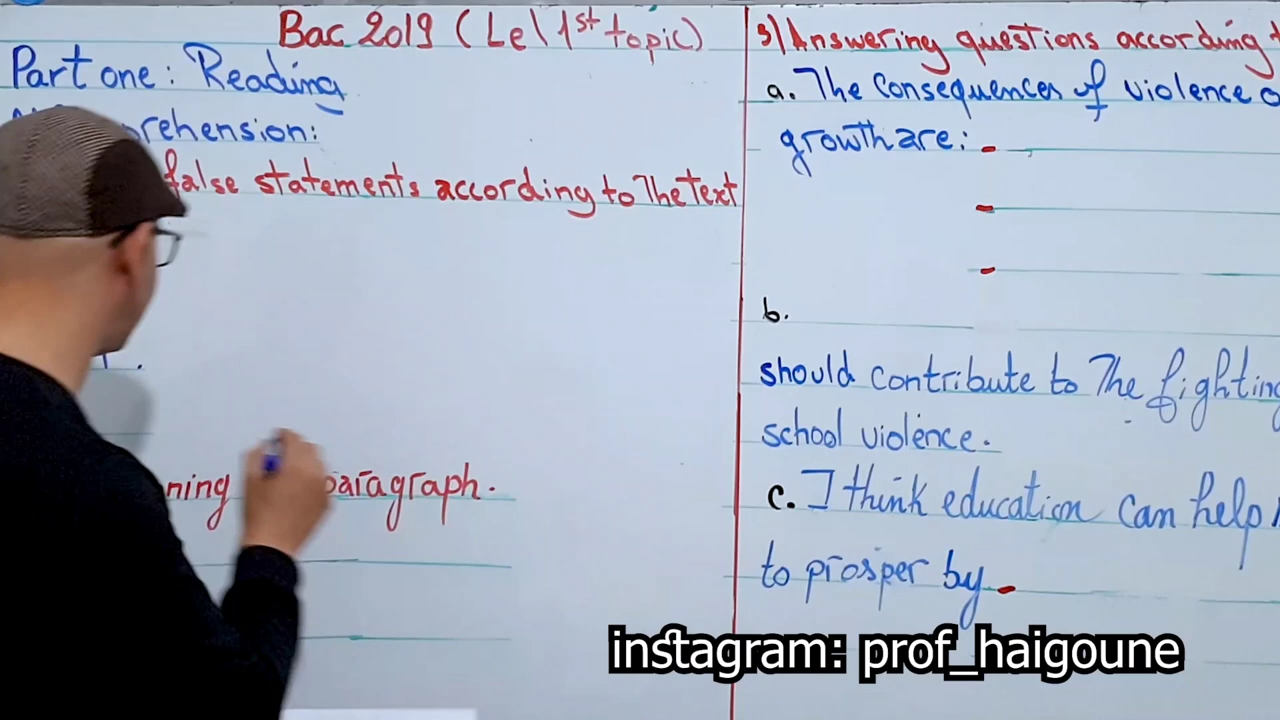 Bac 2019 (Le\1st topic)
Part one: Reading
rehension:
false statements according to The text
ning paragraph.
3) Answering questions according
a. The consequences of violence
growth are:
b.
should contribute to The fighting
school violence.
c. I think education can help
to prosper by
instagram: prof_haigoune